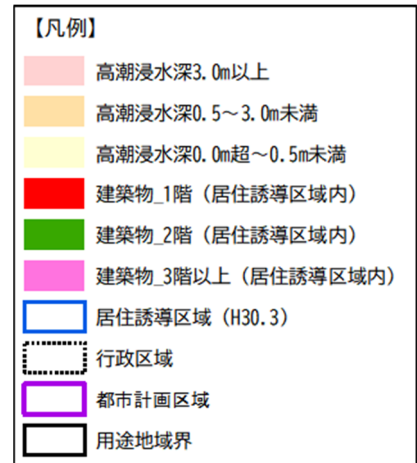 【凡例】
高潮浸水深3.0m以上
高潮浸水深0.5～3.0m未満
高潮浸水深0.0m超～0.5m未満
建築物_1階（居住誘導区域内）
建築物_2階（居住誘導区域内）
建築物_3階以上（居住誘導区域内）
居住誘導区域（H30.3）
行政区域
都市計画区域
用途地域界